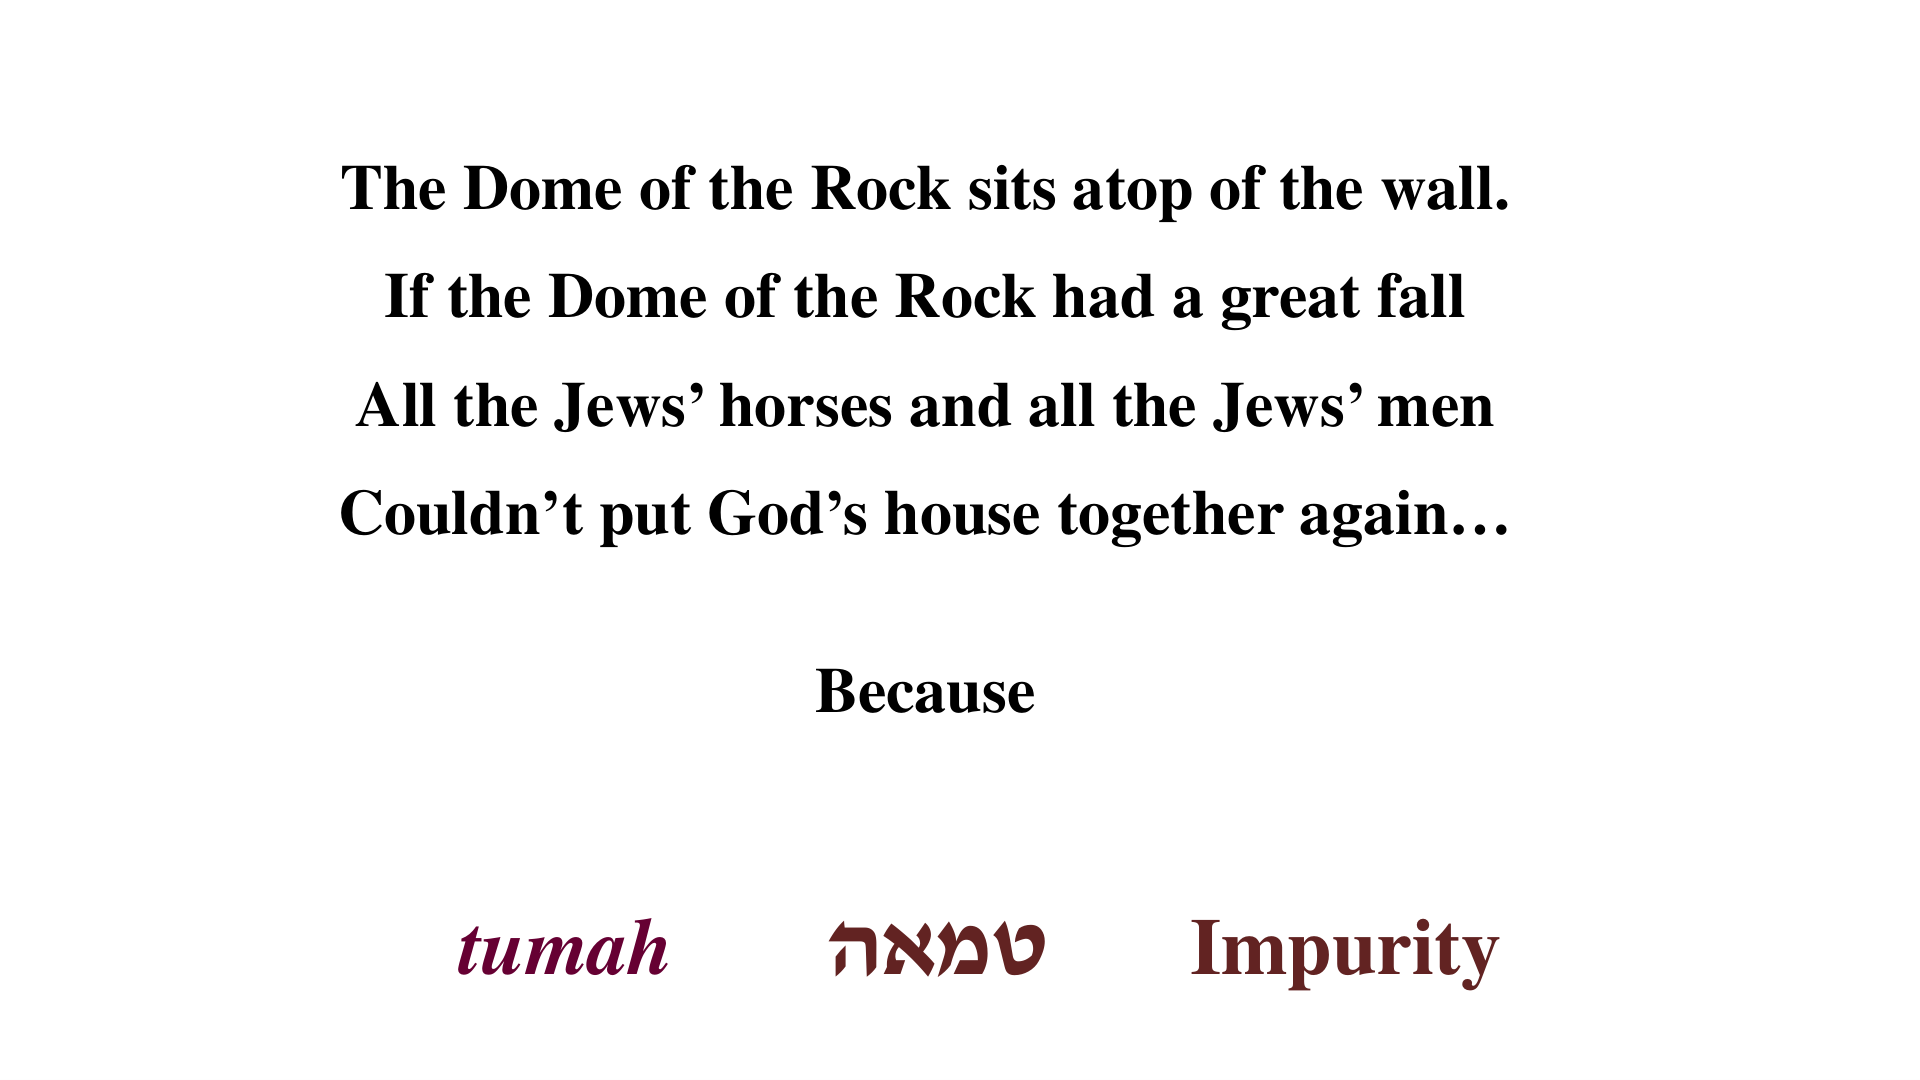 The Dome of the Rock sits atop of the wall.
If the Dome of the Rock had a great fall
All the Jews’ horses and all the Jews’ men
Couldn’t put God’s house together again…
Because
tumah טמאה Impurity